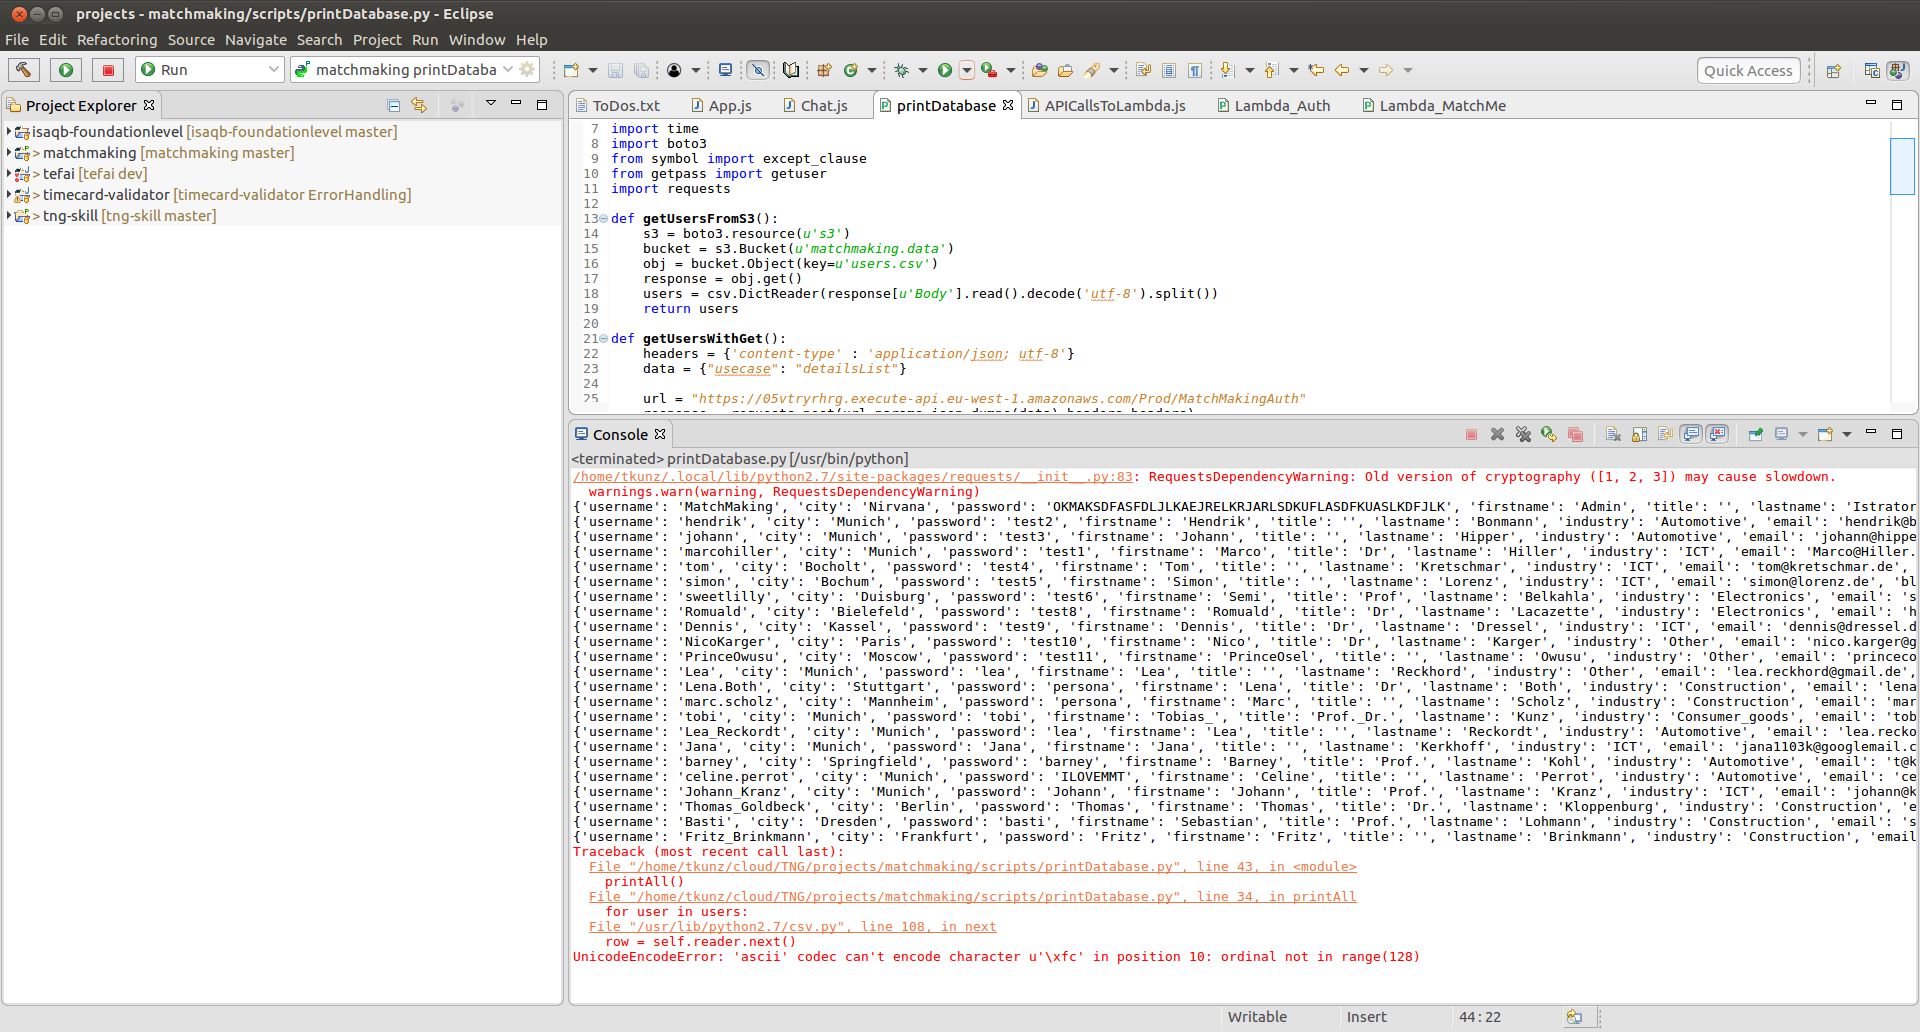 projects - matchmaking/scripts/printDatabase.py - Eclipse
File Edit Refactoring Source Navigate Search Project Run Window Help
Run matchmaking printDataba Quick Access
Project Explorer
isaqb-foundationlevel [isaqb-foundationlevel master]
> matchmaking [matchmaking master]
> tefai [tefai dev]
> timecard-validator [timecard-validator ErrorHandling]
> tng-skill [tng-skill master]
ToDos.txt App.js Chat.js printDatabase APICallsToLambda.js Lambda_Auth Lambda_MatchMe
7 import time
8 import boto3
9 from symbol import except_clause
10 from getpass import getuser
11 import requests
12
13 def getUsersFromS3():
14 s3 = boto3.resource(u's3')
15 bucket = s3.Bucket(u'matchmaking.data')
16 obj = bucket.Object(key=u'users.csv')
17 response = obj.get()
18 users = csv.DictReader(response[u'Body'].read().decode('utf-8').split())
19 return users
20
21 def getUsersWithGet():
22 headers = {'content-type' : 'application/json; utf-8'}
23 data = {"usecase": "detailsList"}
24
25 url = "https://05vtryrhrg.execute-api.eu-west-1.amazonaws.com/Prod/MatchMakingAuth"
Console
<terminated> printDatabase.py [/usr/bin/python]
/home/tkunz/.local/lib/python2.7/site-packages/requests/__init__.py:83: RequestsDependencyWarning: Old version of cryptography ([1, 2, 3]) may cause slowdown.
warnings.warn(warning, RequestsDependencyWarning)
{'username': 'MatchMaking', 'city': 'Nirvana', 'password': 'OKMAKSDFASFDLJLKAEJRELKRJARLSDKUFLASDFKUASLKDFJLK', 'firstname': 'Admin', 'title': '', 'lastname': 'Istrator
{'username': 'hendrik', 'city': 'Munich', 'password': 'test2', 'firstname': 'Hendrik', 'title': '', 'lastname': 'Bonmann', 'industry': 'Automotive', 'email': 'hendrik@b
{'username': 'johann', 'city': 'Munich', 'password': 'test3', 'firstname': 'Johann', 'title': '', 'lastname': 'Hipper', 'industry': 'Automotive', 'email': 'johann@hippe
{'username': 'marcohiller', 'city': 'Munich', 'password': 'test1', 'firstname': 'Marco', 'title': 'Dr', 'lastname': 'Hiller', 'industry': 'ICT', 'email': 'Marco@Hiller.
{'username': 'tom', 'city': 'Bocholt', 'password': 'test4', 'firstname': 'Tom', 'title': '', 'lastname': 'Kretschmar', 'industry': 'ICT', 'email': 'tom@kretschmar.de',
{'username': 'simon', 'city': 'Bochum', 'password': 'test5', 'firstname': 'Simon', 'title': '', 'lastname': 'Lorenz', 'industry': 'ICT', 'email': 'simon@lorenz.de', 'bl
{'username': 'sweetlilly', 'city': 'Duisburg', 'password': 'test6', 'firstname': 'Semi', 'title': 'Prof', 'lastname': 'Belkahla', 'industry': 'Electronics', 'email': 's
{'username': 'Romuald', 'city': 'Bielefeld', 'password': 'test8', 'firstname': 'Romuald', 'title': 'Dr', 'lastname': 'Lacazette', 'industry': 'Electronics', 'email': 'h
{'username': 'Dennis', 'city': 'Kassel', 'password': 'test9', 'firstname': 'Dennis', 'title': 'Dr', 'lastname': 'Dressel', 'industry': 'ICT', 'email': 'dennis@dressel.d
{'username': 'NicoKarger', 'city': 'Paris', 'password': 'test10', 'firstname': 'Nico', 'title': 'Dr', 'lastname': 'Karger', 'industry': 'Other', 'email': 'nico.karger@g
{'username': 'PrinceOwusu', 'city': 'Moscow', 'password': 'test11', 'firstname': 'PrinceOsel', 'title': '', 'lastname': 'Owusu', 'industry': 'Other', 'email': 'princeco
{'username': 'Lea', 'city': 'Munich', 'password': 'lea', 'firstname': 'Lea', 'title': '', 'lastname': 'Reckhord', 'industry': 'Other', 'email': 'lea.reckhord@gmail.de',
{'username': 'Lena.Both', 'city': 'Stuttgart', 'password': 'persona', 'firstname': 'Lena', 'title': 'Dr', 'lastname': 'Both', 'industry': 'Construction', 'email': 'lena
{'username': 'marc.scholz', 'city': 'Mannheim', 'password': 'persona', 'firstname': 'Marc', 'title': '', 'lastname': 'Scholz', 'industry': 'Construction', 'email': 'mar
{'username': 'tobi', 'city': 'Munich', 'password': 'tobi', 'firstname': 'Tobias_', 'title': 'Prof._Dr.', 'lastname': 'Kunz', 'industry': 'Consumer_goods', 'email': 'tob
{'username': 'Lea_Reckordt', 'city': 'Munich', 'password': 'lea', 'firstname': 'Lea', 'title': '', 'lastname': 'Reckordt', 'industry': 'Automotive', 'email': 'lea.recko
{'username': 'Jana', 'city': 'Munich', 'password': 'Jana', 'firstname': 'Jana', 'title': '', 'lastname': 'Kerkhoff', 'industry': 'ICT', 'email': 'jana1103k@googlemail.c
{'username': 'barney', 'city': 'Springfield', 'password': 'barney', 'firstname': 'Barney', 'title': 'Prof.', 'lastname': 'Kohl', 'industry': 'Automotive', 'email': 't@k
{'username': 'celine.perrot', 'city': 'Munich', 'password': 'ILOVEMMT', 'firstname': 'Celine', 'title': '', 'lastname': 'Perrot', 'industry': 'Automotive', 'email': 'ce
{'username': 'Johann_Kranz', 'city': 'Munich', 'password': 'Johann', 'firstname': 'Johann', 'title': 'Prof.', 'lastname': 'Kranz', 'industry': 'ICT', 'email': 'johann@k
{'username': 'Thomas_Goldbeck', 'city': 'Berlin', 'password': 'Thomas', 'firstname': 'Thomas', 'title': 'Dr.', 'lastname': 'Kloppenburg', 'industry': 'Construction', 'e
{'username': 'Basti', 'city': 'Dresden', 'password': 'basti', 'firstname': 'Sebastian', 'title': 'Prof.', 'lastname': 'Lohmann', 'industry': 'Construction', 'email': 's
{'username': 'Fritz_Brinkmann', 'city': 'Frankfurt', 'password': 'Fritz', 'firstname': 'Fritz', 'title': '', 'lastname': 'Brinkmann', 'industry': 'Construction', 'email
Traceback (most recent call last):
File "/home/tkunz/cloud/TNG/projects/matchmaking/scripts/printDatabase.py", line 43, in <module>
printAll()
File "/home/tkunz/cloud/TNG/projects/matchmaking/scripts/printDatabase.py", line 34, in printAll
for user in users:
File "/usr/lib/python2.7/csv.py", line 108, in next
row = self.reader.next()
UnicodeEncodeError: 'ascii' codec can't encode character u'\xfc' in position 10: ordinal not in range(128)
Writable Insert 44 : 22